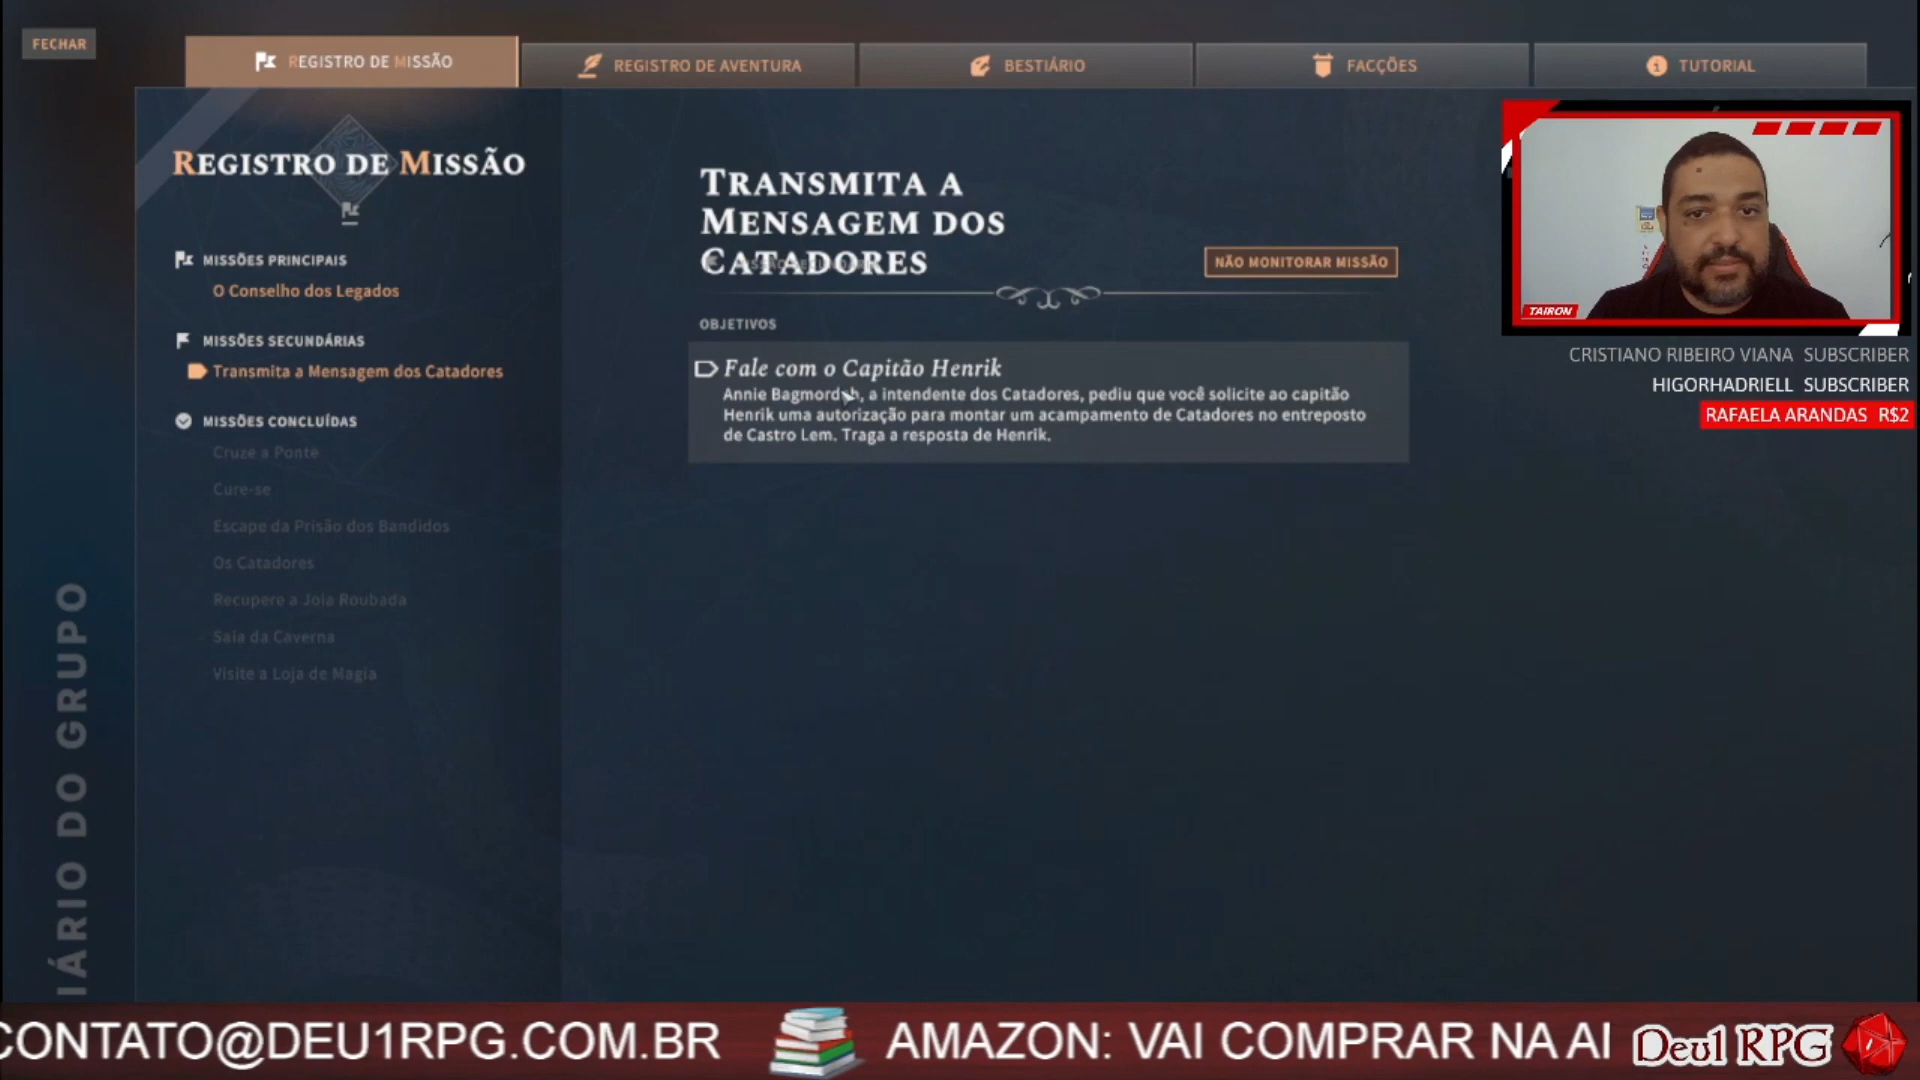 FECHAR
REGISTRO DE MISSÃO
REGISTRO DE AVENTURA
BESTIÁRIO
FACÇÕES
TUTORIAL
REGISTRO DE MISSÃO
MISSÕES PRINCIPAIS
O Conselho dos Legados
MISSÕES SECUNDÁRIAS
Transmita a Mensagem dos Catadores
MISSÕES CONCLUÍDAS
Cruze a Ponte
Cure-se
Escape da Prisão dos Bandidos
Os Catadores
Recupere a Joia Roubada
Saia da Caverna
Visite a Loja de Magia
TRANSMITA A
MENSAGEM DOS
CATADORES
NÃO MONITORAR MISSÃO
OBJETIVOS
Fale com o Capitão Henrik
Annie Bagmordah, a intendente dos Catadores, pediu que você solicite ao capitão
Henrik uma autorização para montar um acampamento de Catadores no entreposto
de Castro Lem. Traga a resposta de Henrik.
TAIRON
CRISTIANO RIBEIRO VIANA SUBSCRIBER
HIGORHADRIELL SUBSCRIBER
RAFAELA ARANDAS R$2
IÁRIO DO GRUPO
CONTATO@DEU1RPG.COM.BR
AMAZON: VAI COMPRAR NA AI
Deu1 RPG